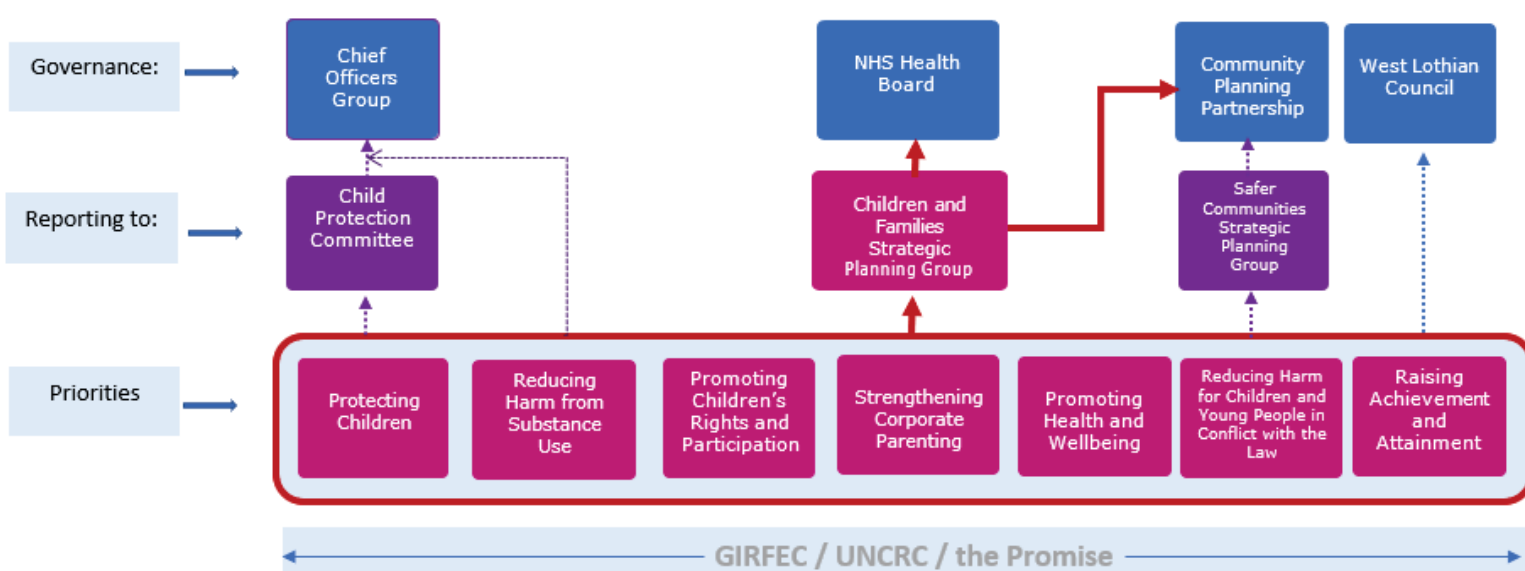 Governance:
Chief
Officers
Group
NHS Health
Board
Community
Planning
Partnership
West Lothian
Council
Reporting to:
Child
Protection
Committee
Children and
Families
Strategic
Planning Group
Safer
Communities
Strategic
Planning
Group
Priorities
Protecting
Children
Reducing
Harm from
Substance
Use
Promoting
Children’s
Rights and
Participation
Strengthening
Corporate
Parenting
Promoting
Health and
Wellbeing
Reducing Harm
for Children and
Young People in
Conflict with the
Law
Raising
Achievement
and
Attainment
GIRFEC / UNCRC / the Promise